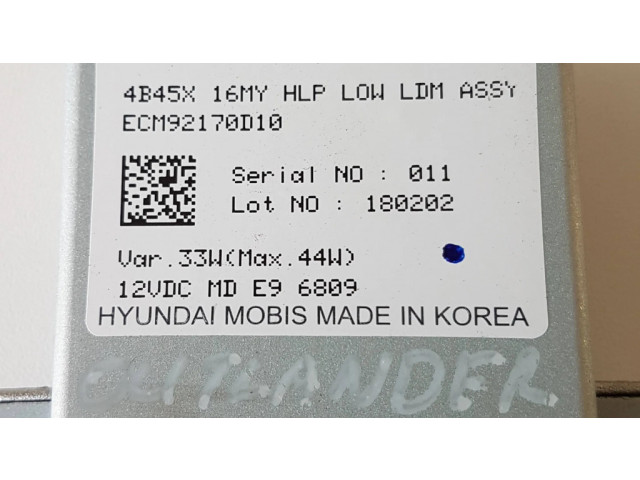 4B45X 16MY HLP LOW LDM ASSY
ECM92170D10
Serial NO : 011
Lot NO : 180202
Var.33W(Max.44W)
12VDC MD E9 6809
HYUNDAI MOBIS MADE IN KOREA
OUTLANDER